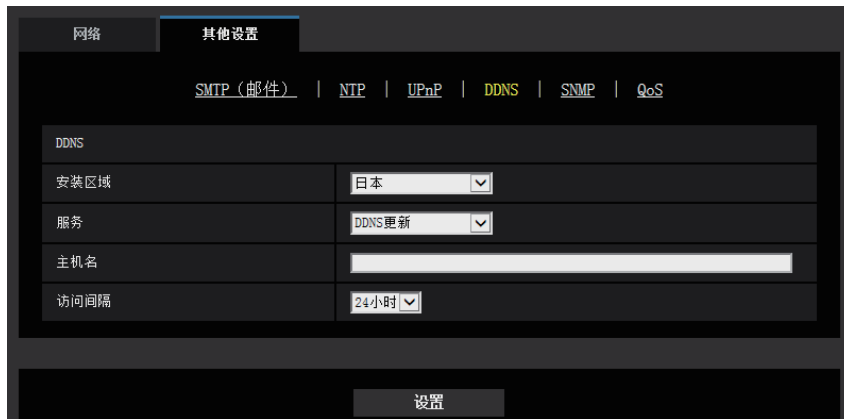 网络 其他设置
SMTP（邮件） | NTP | UPnP | DDNS | SNMP | QoS
DDNS
安装区域 日本
服务 DDNS更新
主机名
访问间隔 24小时
设置